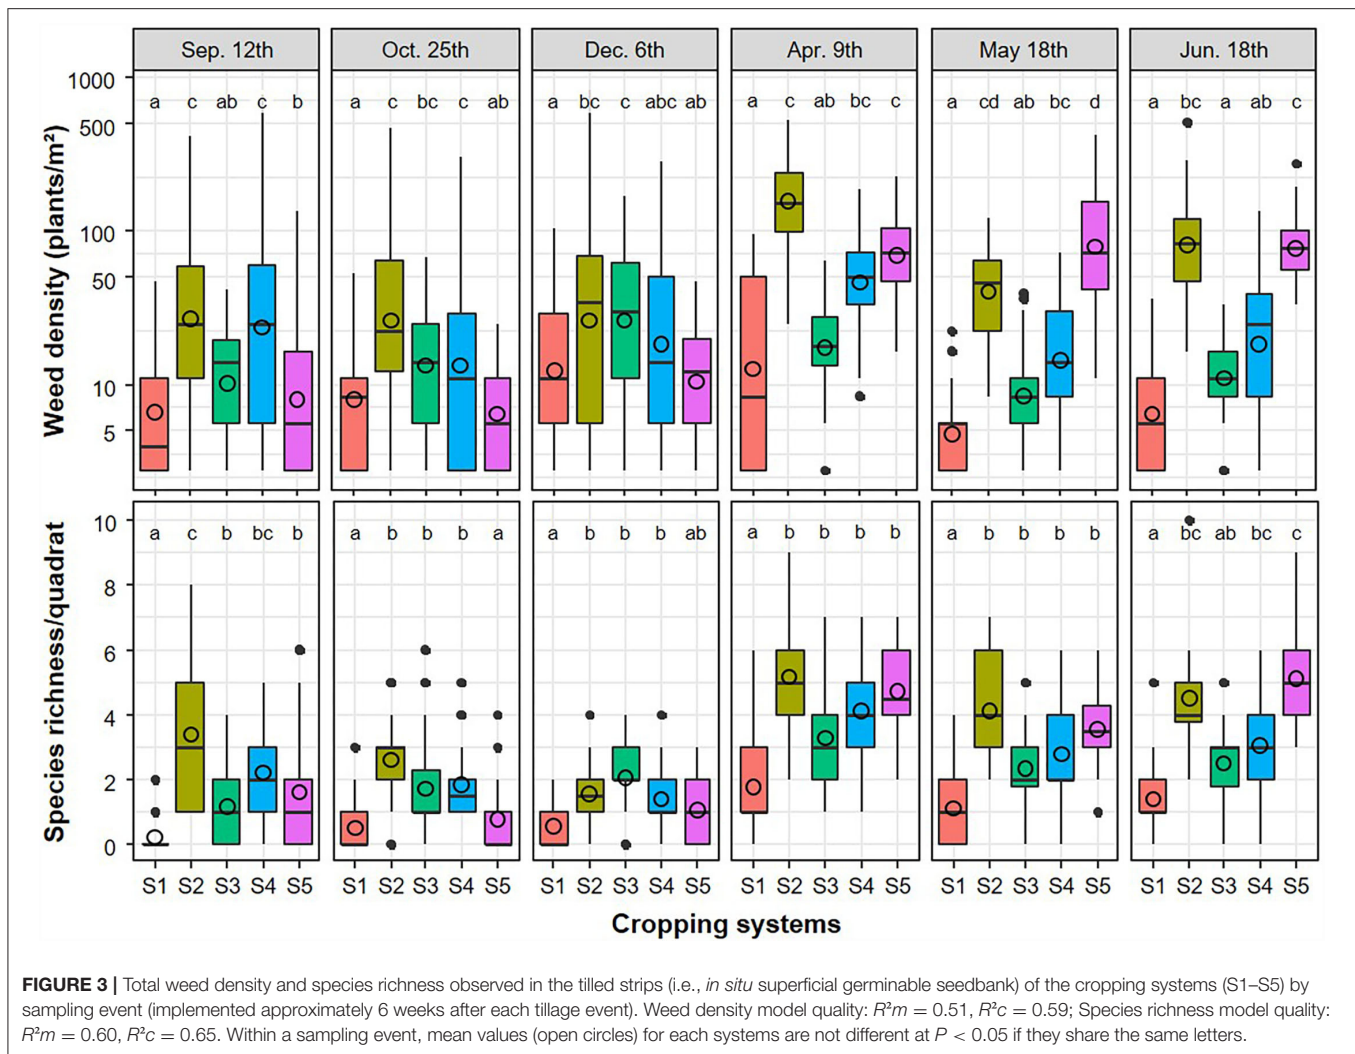 Sep. 12th Oct. 25th Dec. 6th Apr. 9th May 18th Jun. 18th
Weed density (plants/m²)
1000
500
100
50
10
5
a c ab c b
a c bc c ab
a bc c abc ab
a c ab bc c
a cd ab bc d
a bc a ab c
Species richness/quadrat
10
8
6
4
2
0
a c b bc b
a b b b a
a b b b ab
a b b b b
a b b b b
a bc ab bc c
S1 S2 S3 S4 S5 S1 S2 S3 S4 S5 S1 S2 S3 S4 S5 S1 S2 S3 S4 S5 S1 S2 S3 S4 S5 S1 S2 S3 S4 S5
Cropping systems
FIGURE 3 | Total weed density and species richness observed in the tilled strips (i.e., in situ superficial germinable seedbank) of the cropping systems (S1–S5) by
sampling event (implemented approximately 6 weeks after each tillage event). Weed density model quality: R²m = 0.51, R²c = 0.59; Species richness model quality:
R²m = 0.60, R²c = 0.65. Within a sampling event, mean values (open circles) for each systems are not different at P < 0.05 if they share the same letters.